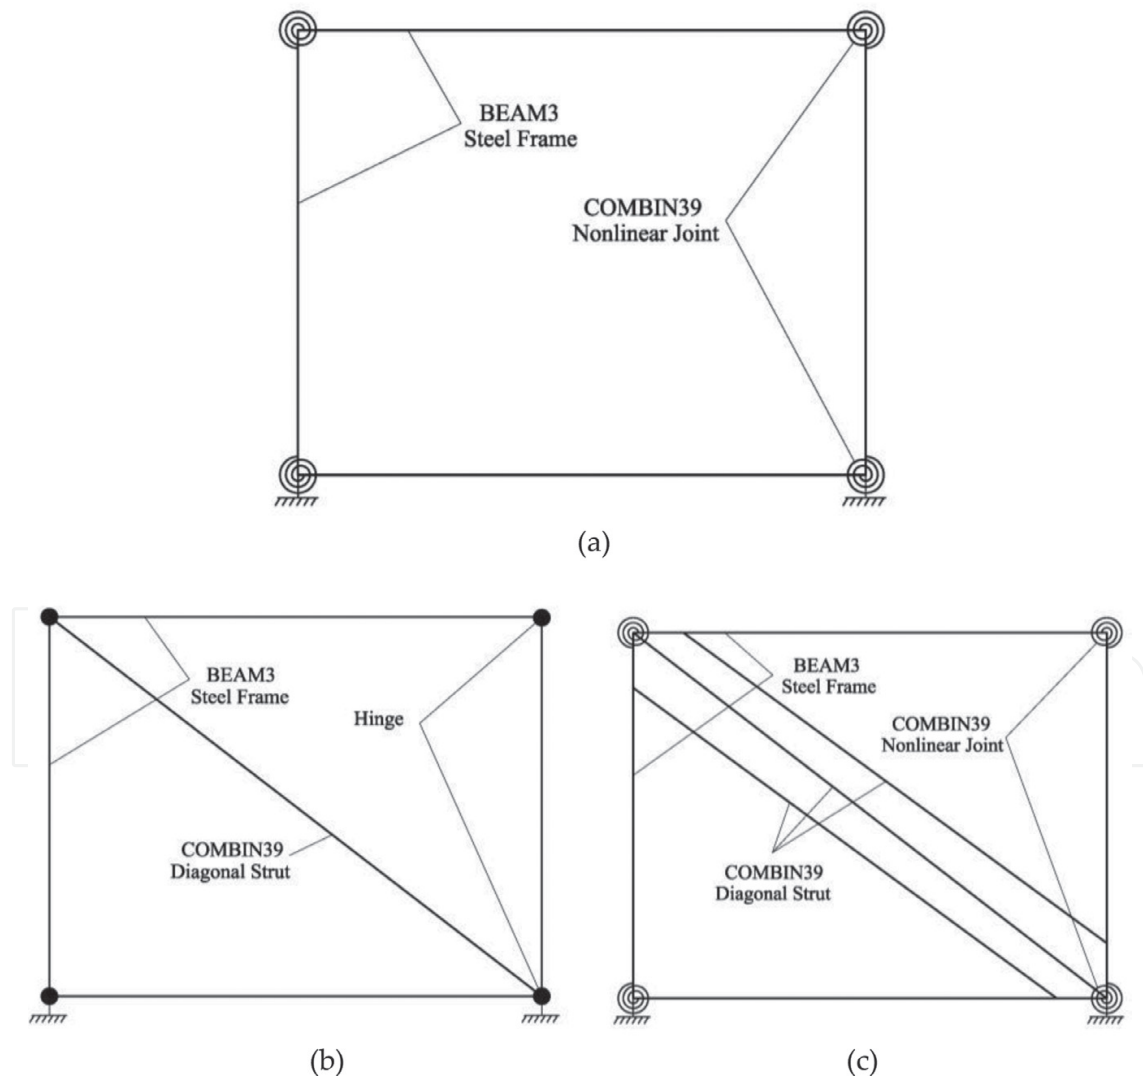 BEAM3
Steel Frame
COMBIN39
Nonlinear Joint
(a)
BEAM3
Steel Frame
Hinge
COMBIN39
Diagonal Strut
(b)
BEAM3
Steel Frame
COMBIN39
Nonlinear Joint
COMBIN39
Diagonal Strut
(c)